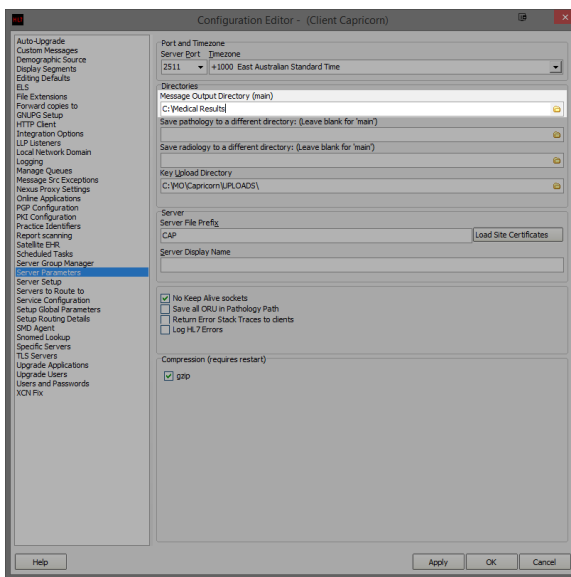 HLT
Configuration Editor - (Client Capricorn)
Auto-Upgrade
Custom Messages
Demographic Source
Display Segments
Editing Defaults
ELS
File Extensions
Forward copies to
GNUPG Setup
HTTP Client
Integration Options
LLP Listeners
Local Network Domain
Logging
Manage Queues
Message Src Exceptions
Nexus Proxy Settings
Online Applications
PGP Configuration
PKI Configuration
Practice Identifiers
Report scanning
Satellite EHR
Scheduled Tasks
Server Group Manager
Server Parameters
Server Setup
Servers to Route to
Service Configuration
Setup Global Parameters
Setup Routing Details
SMD Agent
Snomed Lookup
Specific Servers
TLS Servers
Upgrade Applications
Upgrade Users
Users and Passwords
XCN Fix
Port and Timezone
Server Port Timezone
2511 +1000 East Australian Standard Time
Directories
Message Output Directory (main)
C:\Medical Results
Save pathology to a different directory: (Leave blank for 'main')
Save radiology to a different directory: (Leave blank for 'main')
Key Upload Directory
C:\MO\Capricorn\UPLOADS\
Server
Server File Prefix
CAP Load Site Certificates
Server Display Name
No Keep Alive sockets
Save all ORU in Pathology Path
Return Error Stack Traces to clients
Log HL7 Errors
Compression (requires restart)
gzip
Help Apply OK Cancel